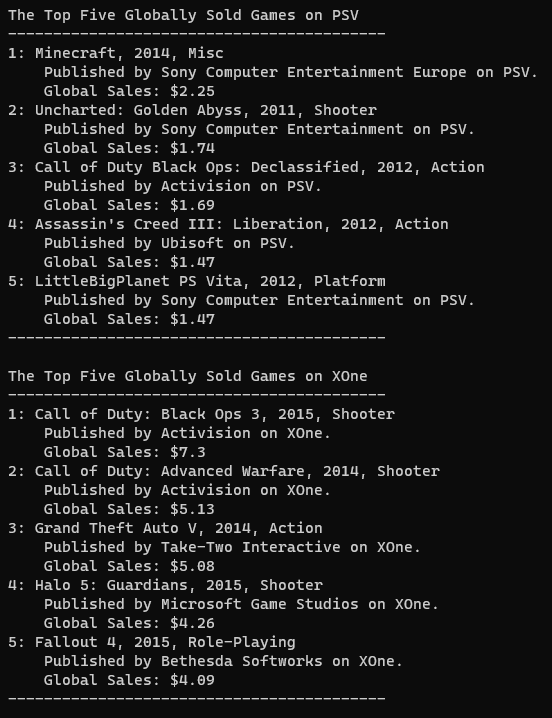 The Top Five Globally Sold Games on PSV
------------------------------------------
1: Minecraft, 2014, Misc
    Published by Sony Computer Entertainment Europe on PSV.
    Global Sales: $2.25
2: Uncharted: Golden Abyss, 2011, Shooter
    Published by Sony Computer Entertainment on PSV.
    Global Sales: $1.74
3: Call of Duty Black Ops: Declassified, 2012, Action
    Published by Activision on PSV.
    Global Sales: $1.69
4: Assassin's Creed III: Liberation, 2012, Action
    Published by Ubisoft on PSV.
    Global Sales: $1.47
5: LittleBigPlanet PS Vita, 2012, Platform
    Published by Sony Computer Entertainment on PSV.
    Global Sales: $1.47
------------------------------------------

The Top Five Globally Sold Games on XOne
------------------------------------------
1: Call of Duty: Black Ops 3, 2015, Shooter
    Published by Activision on XOne.
    Global Sales: $7.3
2: Call of Duty: Advanced Warfare, 2014, Shooter
    Published by Activision on XOne.
    Global Sales: $5.13
3: Grand Theft Auto V, 2014, Action
    Published by Take-Two Interactive on XOne.
    Global Sales: $5.08
4: Halo 5: Guardians, 2015, Shooter
    Published by Microsoft Game Studios on XOne.
    Global Sales: $4.26
5: Fallout 4, 2015, Role-Playing
    Published by Bethesda Softworks on XOne.
    Global Sales: $4.09
------------------------------------------